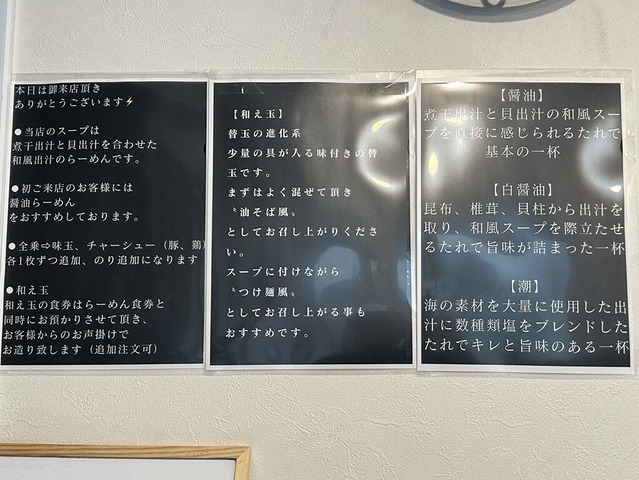 本日は御来店頂き
ありがとうございます⚡
●当店のスープは
煮干出汁と貝出汁を合わせた
和風出汁のらーめんです。
●初ご来店のお客様には
醤油らーめん
をおすすめしております。
●全乗⇨味玉、チャーシュー（豚、鶏）
各1枚ずつ追加、のり追加になります
●和え玉
和え玉の食券はらーめん食券と
同時にお預かりさせて頂き、
お客様からのお声掛けで
お造り致します（追加注文可）
【和え玉】
替玉の進化系
少量の具が入る味付きの替
玉です。
まずはよく混ぜて頂き
〝油そば風〟
としてお召し上がりくださ
い。
スープに付けながら
〝つけ麺風〟
としてお召し上がる事も
おすすめです。
【醤油】
煮干出汁と貝出汁の和風スー
プを直接に感じられるたれで
基本の一杯
【白醤油】
昆布、椎茸、貝柱から出汁を
取り、和風スープを際立たせ
るたれで旨味が詰まった一杯
【潮】
海の素材を大量に使用した出
汁に数種類塩をブレンドした
たれでキレと旨味のある一杯